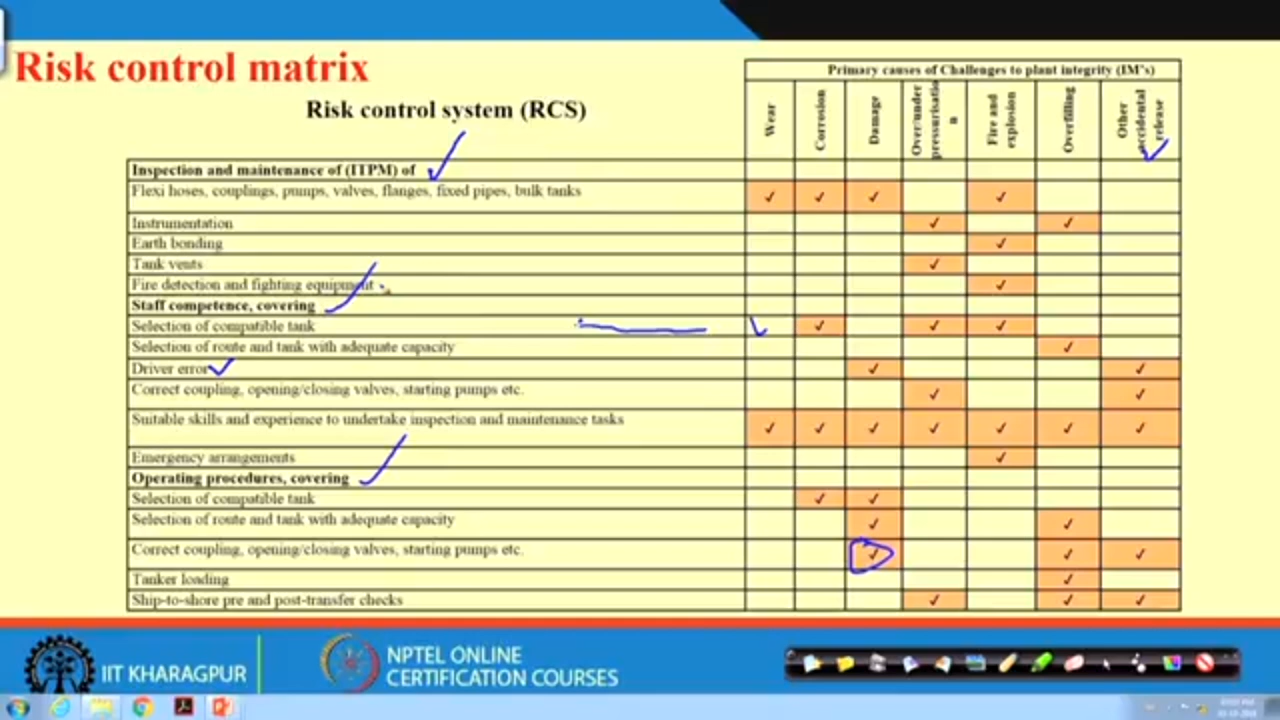 Risk control matrix
Risk control system (RCS)
Primary causes of Challenges to plant integrity (IM's)
Wear
Corrosion
Damage
Over/under
pressurisatio
n
Fire and
explosion
Overfilling
Other
accidental
release
Inspection and maintenance of (ITPM) of
Flexi hoses, couplings, pumps, valves, flanges, fixed pipes, bulk tanks
✓ ✓ ✓ ✓
Instrumentation ✓ ✓
Earth bonding ✓
Tank vents ✓
Fire detection and fighting equipment ✓
Staff competence, covering
Selection of compatible tank ✓ ✓ ✓
Selection of route and tank with adequate capacity ✓
Driver error ✓ ✓
Correct coupling, opening/closing valves, starting pumps etc. ✓ ✓
Suitable skills and experience to undertake inspection and maintenance tasks ✓ ✓ ✓ ✓ ✓ ✓ ✓
Emergency arrangements ✓
Operating procedures, covering
Selection of compatible tank ✓ ✓
Selection of route and tank with adequate capacity ✓ ✓
Correct coupling, opening/closing valves, starting pumps etc. ✓ ✓ ✓
Tanker loading ✓
Ship-to-shore pre and post-transfer checks ✓ ✓ ✓
IIT KHARAGPUR
NPTEL ONLINE
CERTIFICATION COURSES